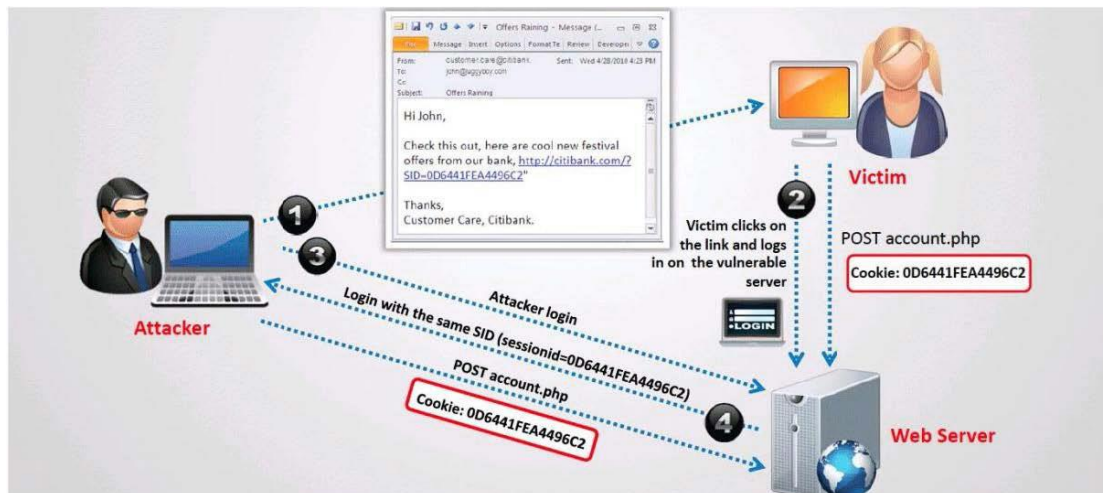 Offers Raining - Message (...
File Message Insert Options Format Te Review Develope
From: customer.care@citibank.
Sent: Wed 4/28/2010 4:23 PM
To: john@juggyboy.com
Cc:
Subject: Offers Raining
Hi John,
Check this out, here are cool new festival
offers from our bank, http://citibank.com/?
SID=0D6441FEA4496C2"
Thanks,
Customer Care, Citibank.
1
Victim
2
Victim clicks on
the link and logs
in on the vulnerable
server
LOGIN
POST account.php
Cookie: 0D6441FEA4496C2
Attacker
3
Attacker login
Login with the same SID (sessionid=0D6441FEA4496C2)
4
POST account.php
Cookie: 0D6441FEA4496C2
Web Server